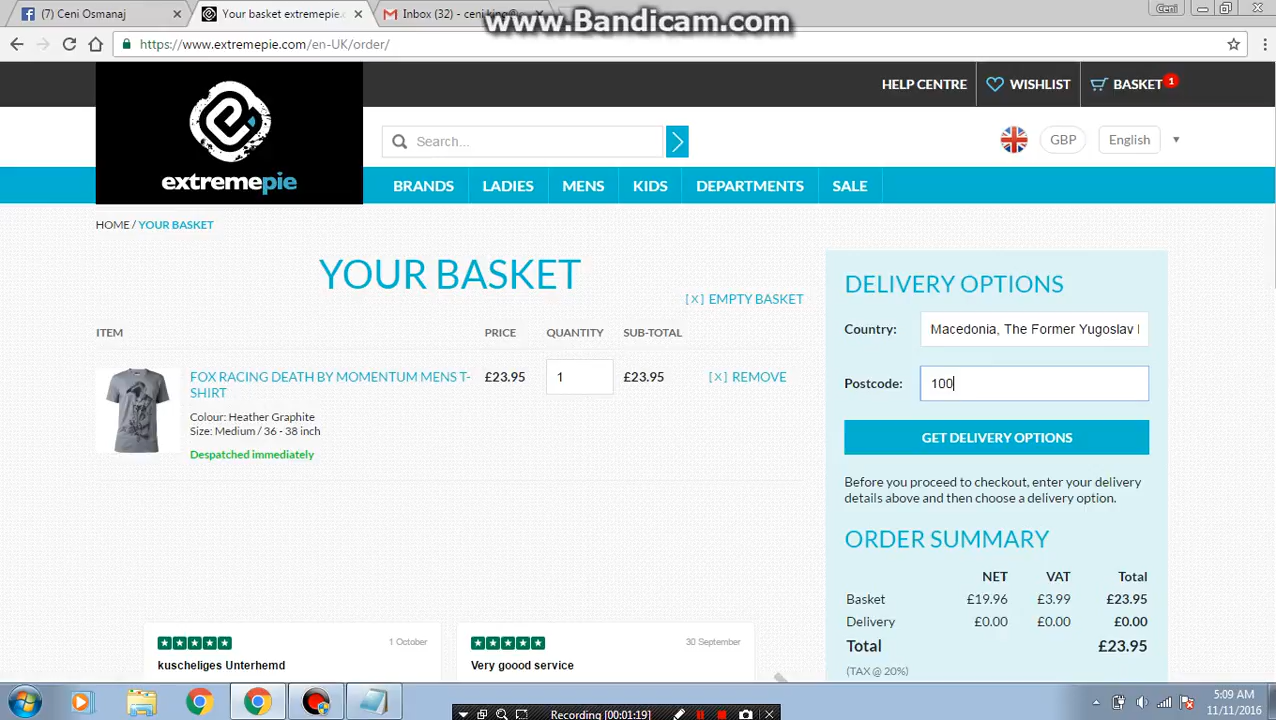 (7) Ceni Osmanaj
Your basket extremepie.
Inbox (32) - ceni.king@
www.Bandicam.com
Ceni
https://www.extremepie.com/en-UK/order/
HELP CENTRE
WISHLIST
BASKET 1
extremepie
Search...
GBP
English
BRANDS
LADIES
MENS
KIDS
DEPARTMENTS
SALE
HOME / YOUR BASKET
YOUR BASKET
[X] EMPTY BASKET
ITEM
PRICE
QUANTITY
SUB-TOTAL
FOX RACING DEATH BY MOMENTUM MENS T-
SHIRT
£23.95
1
£23.95
[X] REMOVE
Colour: Heather Graphite
Size: Medium / 36 - 38 inch
Despatched immediately
DELIVERY OPTIONS
Country:
Macedonia, The Former Yugoslav
Postcode:
100
GET DELIVERY OPTIONS
Before you proceed to checkout, enter your delivery
details above and then choose a delivery option.
ORDER SUMMARY
NET VAT Total
Basket £19.96 £3.99 £23.95
Delivery £0.00 £0.00 £0.00
Total £23.95
(TAX @ 20%)
1 October
kuscheliges Unterhemd
30 September
Very goood service
Recording [00:01:19]
5:09 AM
11/11/2016